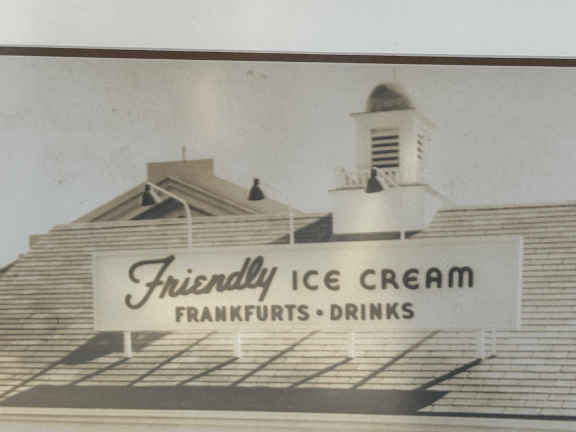 Friendly ICE CREAM
FRANKFURTS • DRINKS